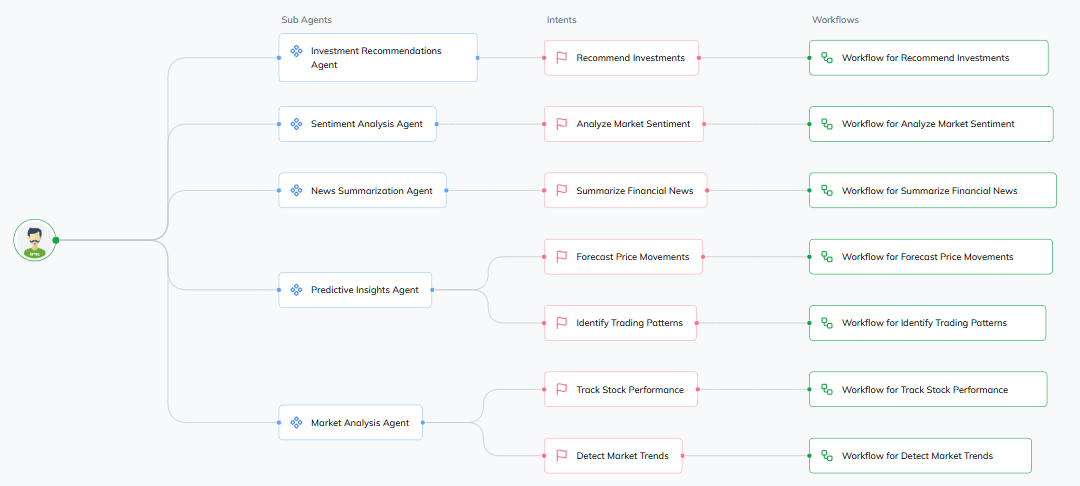 Sub Agents
Intents
Workflows
Investment Recommendations
Agent
Recommend Investments
Workflow for Recommend Investments
Sentiment Analysis Agent
Analyze Market Sentiment
Workflow for Analyze Market Sentiment
News Summarization Agent
Summarize Financial News
Workflow for Summarize Financial News
Predictive Insights Agent
Forecast Price Movements
Workflow for Forecast Price Movements
Identify Trading Patterns
Workflow for Identify Trading Patterns
Market Analysis Agent
Track Stock Performance
Workflow for Track Stock Performance
Detect Market Trends
Workflow for Detect Market Trends